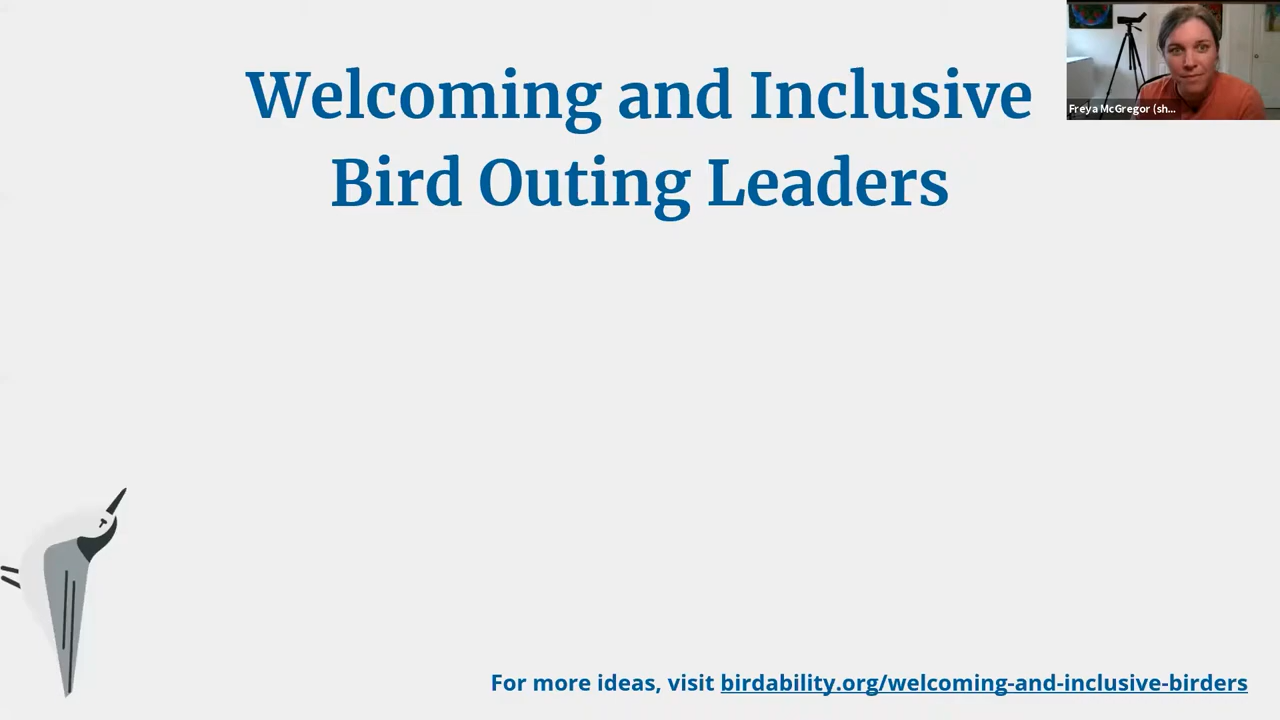 Welcoming and Inclusive
Bird Outing Leaders
Freya McGregor (sh...
For more ideas, visit birdability.org/welcoming-and-inclusive-birders